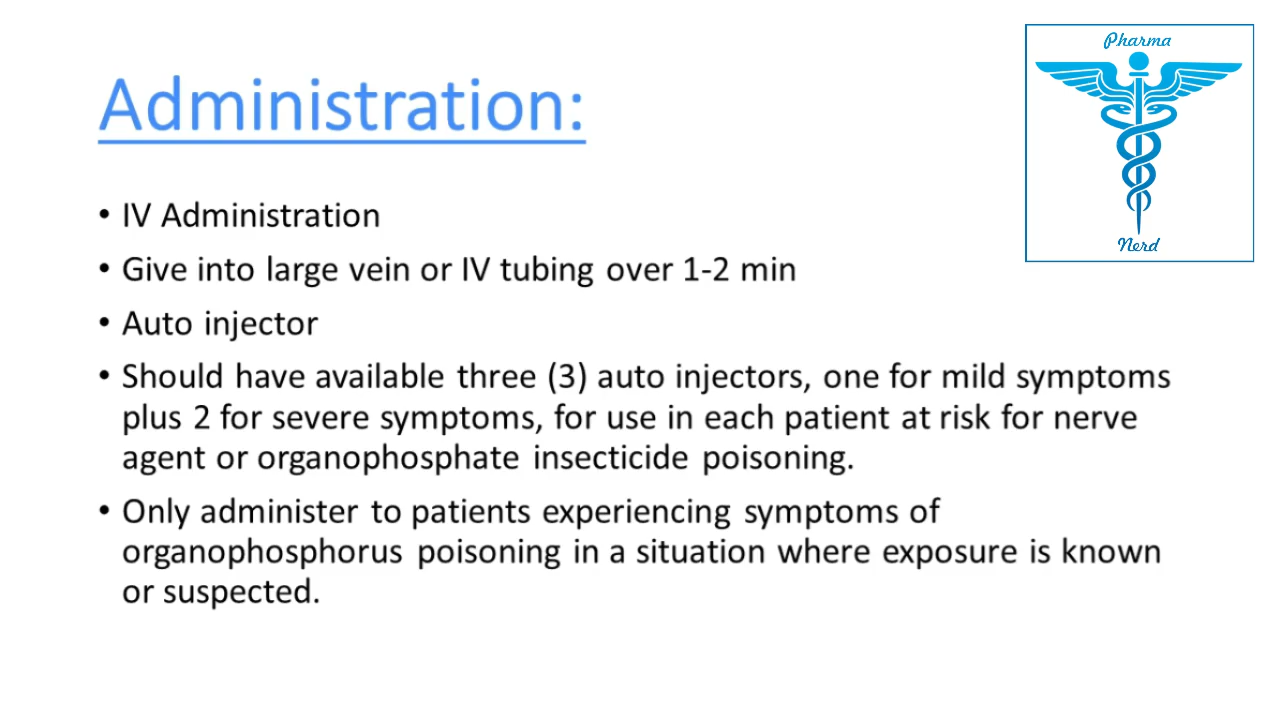 Pharma
Administration:
Nerd
• IV Administration
• Give into large vein or IV tubing over 1-2 min
• Auto injector
• Should have available three (3) auto injectors, one for mild symptoms
plus 2 for severe symptoms, for use in each patient at risk for nerve
agent or organophosphate insecticide poisoning.
• Only administer to patients experiencing symptoms of
organophosphorus poisoning in a situation where exposure is known
or suspected.